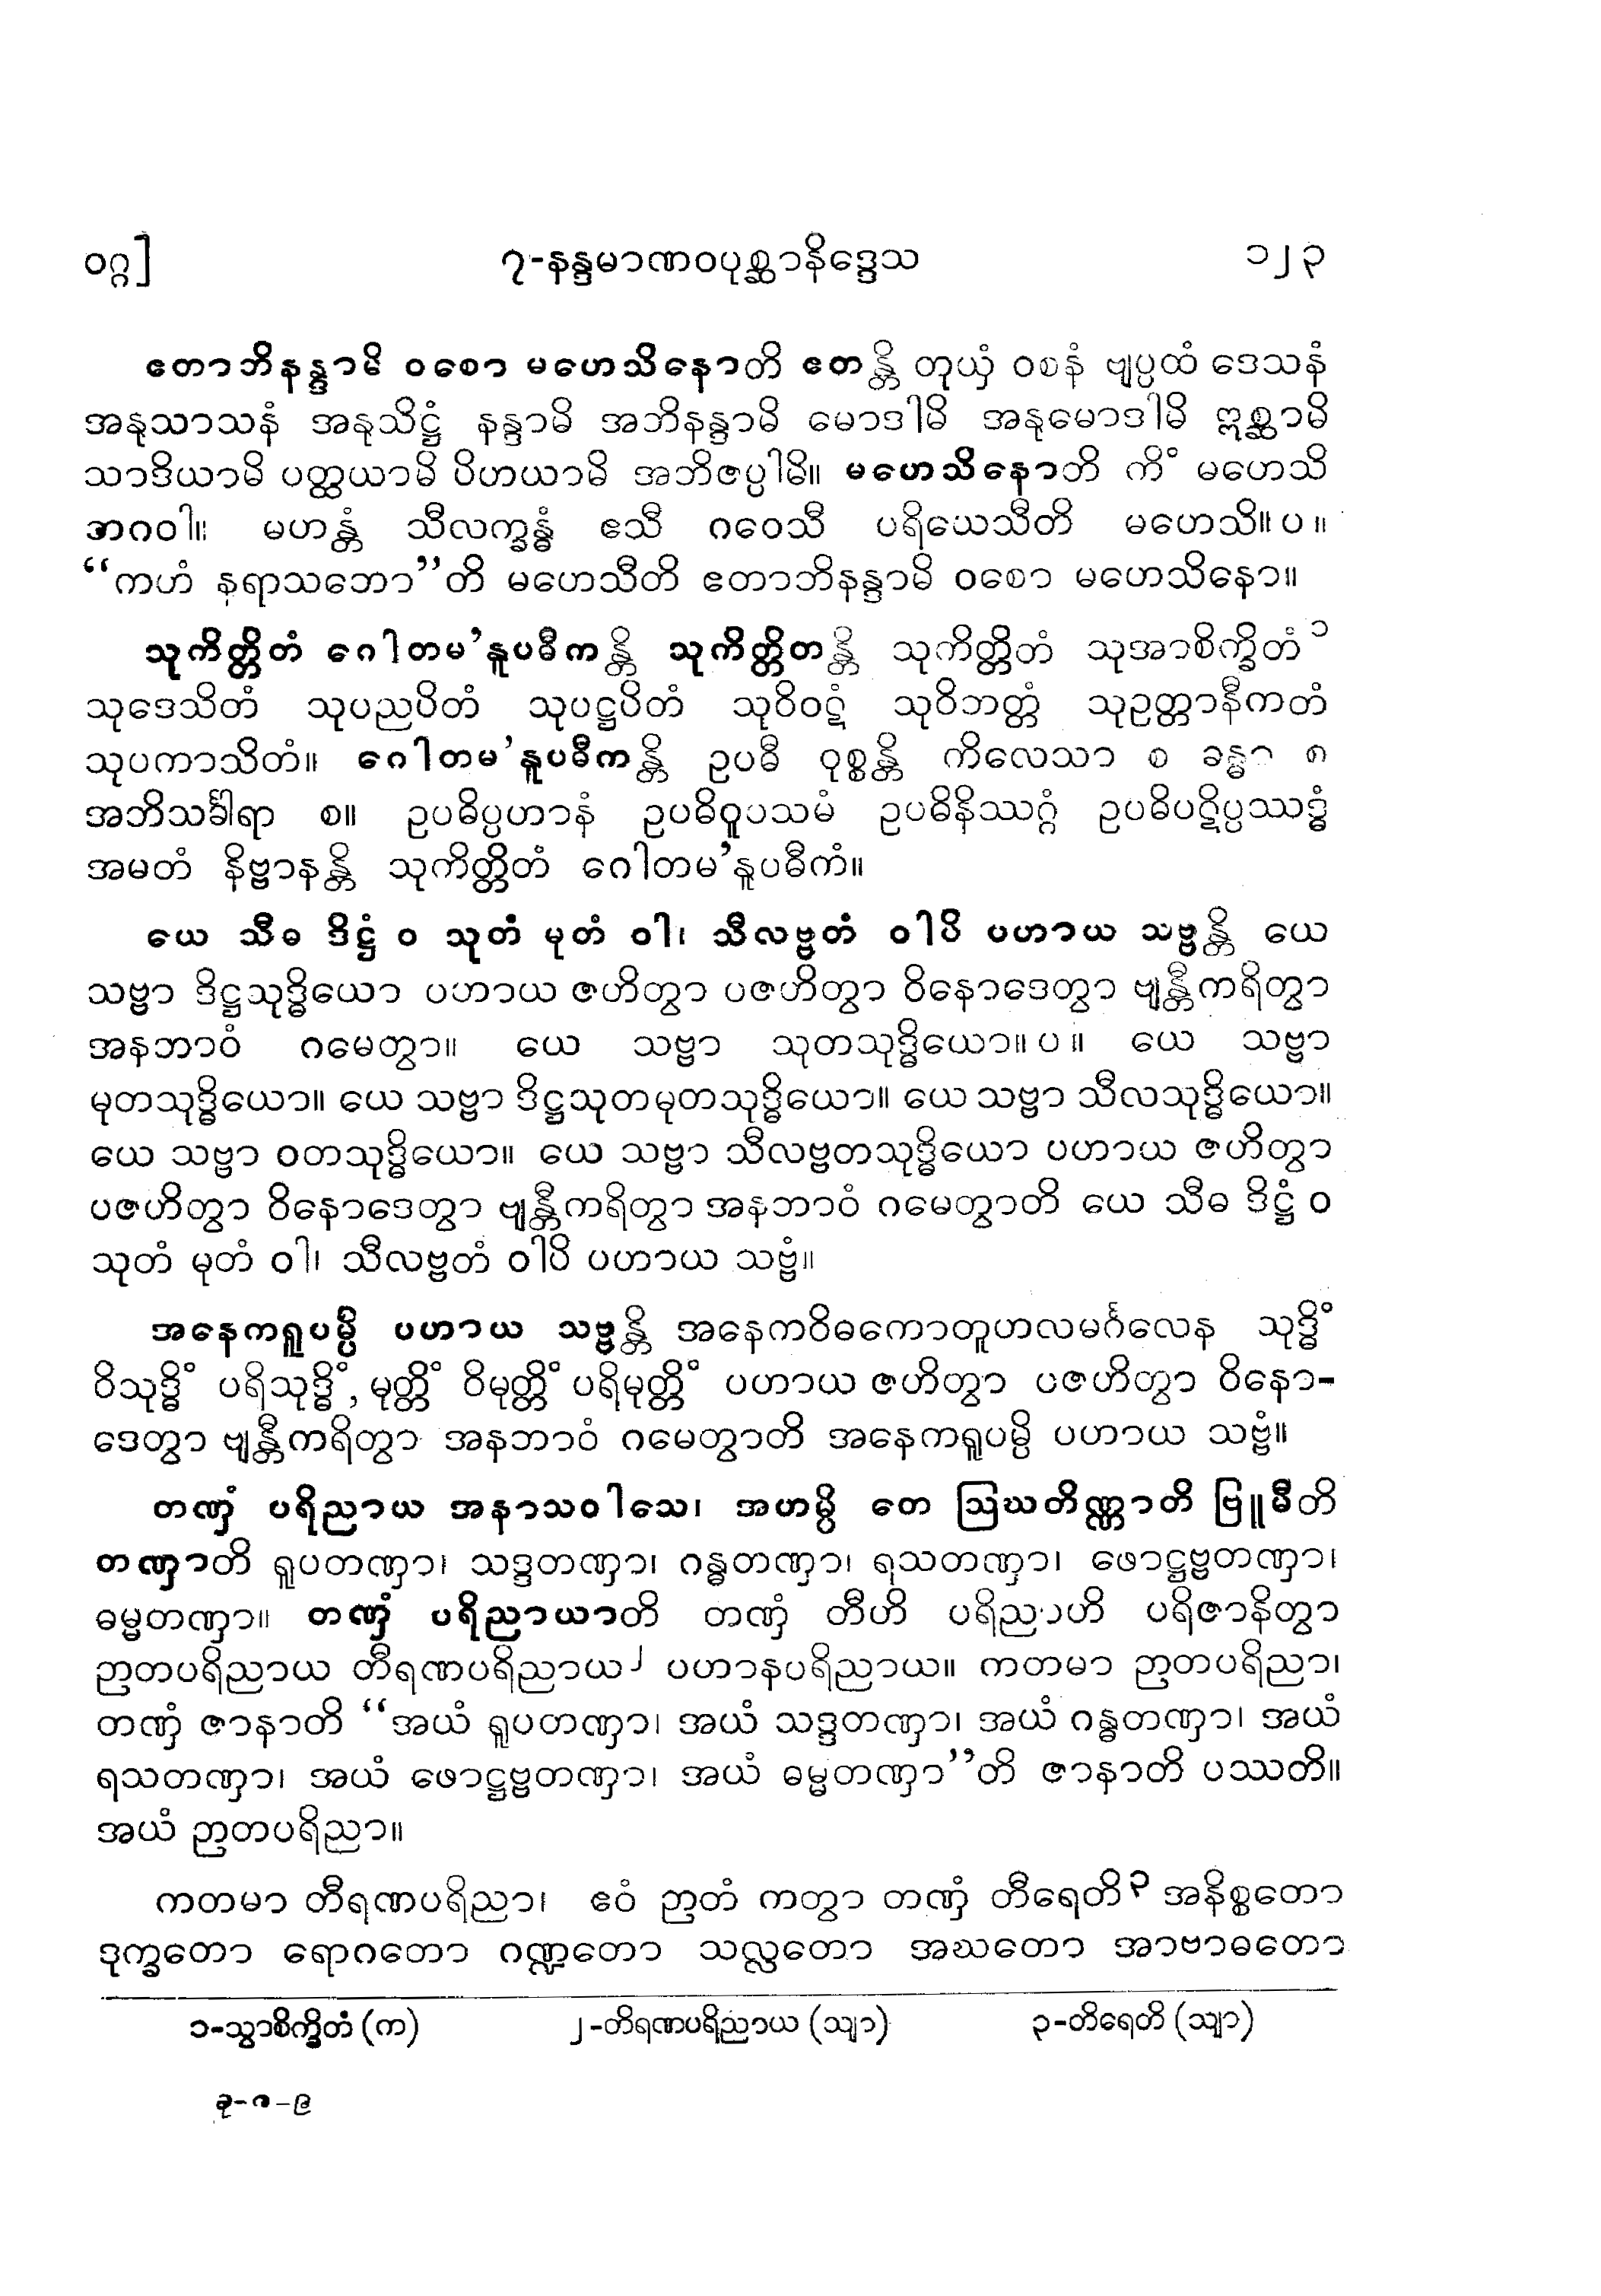 ဝဂ္ဂ] ၇-နန္ဒမာဏဝပုစ္ဆာနိဒ္ဒေသ ၁၂၃
ဧတာဘိနန္ဒာမိ ဝစော မဟေသိနောတိ ဧတန္တိ တုယှံ ဝစနံ ဗျပ္ပထံ ဒေသနံ
အနုသာသနံ အနုသိဋ္ဌံ နန္ဒာမိ အဘိနန္ဒာမိ မောဒါမိ အနုမောဒါမိ ဣစ္ဆာမိ
သာဒိယာမိ ပတ္ထယာမိ ပိဟယာမိ အဘိဇပ္ပါမိ။ မဟေသိနောတိ ကိံ မဟေသိ
ဘဂဝါ။ မဟန္တံ သီလက္ခန္ဓံ ဧသီ ဂဝေသီ ပရိယေသီတိ မဟေသိ။ ပ ။
“ကဟံ နရာသဘော”တိ မဟေသီတိ ဧတာဘိနန္ဒာမိ ဝစော မဟေသိနော။
သုကိတ္တိတံ ဂေါတမ’နူပဓီကန္တိ သုကိတ္တိတန္တိ သုကိတ္တိတံ သုအာစိက္ခိတံ ၁
သုဒေသိတံ သုပညပိတံ သုပဋ္ဌပိတံ သုဝိဝဋံ သုဝိဘတ္တံ သုဥတ္တာနီကတံ
သုပကာသိတံ။ ဂေါတမ’နူပဓီကန္တိ ဥပဓီ ဝုစ္စန္တိ ကိလေသာ စ ခန္ဓာ စ
အဘိသင်္ခါရာ စ။ ဥပဓိပ္ပဟာနံ ဥပဓိဝူပသမံ ဥပဓိနိဿဂ္ဂံ ဥပဓိပဋိပ္ပဿဒ္ဓံ
အမတံ နိဗ္ဗာနန္တိ သုကိတ္တိတံ ဂေါတမ’နူပဓီကံ။
ယေ သီဓ ဒိဋ္ဌံ ဝ သုတံ မုတံ ဝါ၊ သီလဗ္ဗတံ ဝါပိ ပဟာယ သဗ္ဗန္တိ ယေ
သဗ္ဗာ ဒိဋ္ဌသုဒ္ဓိယော ပဟာယ ဇဟိတွာ ပဇဟိတွာ ဝိနောဒေတွာ ဗျန္တီကရိတွာ
အနဘာဝံ ဂမေတွာ။ ယေ သဗ္ဗာ သုတသုဒ္ဓိယော။ ပ ။ ယေ သဗ္ဗာ
မုတသုဒ္ဓိယော။ ယေ သဗ္ဗာ ဒိဋ္ဌသုတမုတသုဒ္ဓိယော။ ယေ သဗ္ဗာ သီလသုဒ္ဓိယော။
ယေ သဗ္ဗာ ဝတသုဒ္ဓိယော။ ယေ သဗ္ဗာ သီလဗ္ဗတသုဒ္ဓိယော ပဟာယ ဇဟိတွာ
ပဇဟိတွာ ဝိနောဒေတွာ ဗျန္တီကရိတွာ အနဘာဝံ ဂမေတွာတိ ယေ သီဓ ဒိဋ္ဌံ ဝ
သုတံ မုတံ ဝါ၊ သီလဗ္ဗတံ ဝါပိ ပဟာယ သဗ္ဗံ။
အနေကရူပမ္ပိ ပဟာယ သဗ္ဗန္တိ အနေကဝိဓကောတူဟလမင်္ဂလေန သုဒ္ဓိံ
ဝိသုဒ္ဓိံ ပရိသုဒ္ဓိံ, မုတ္တိံ ဝိမုတ္တိံ ပရိမုတ္တိံ ပဟာယ ဇဟိတွာ ပဇဟိတွာ ဝိနော-
ဒေတွာ ဗျန္တီကရိတွာ အနဘာဝံ ဂမေတွာတိ အနေကရူပမ္ပိ ပဟာယ သဗ္ဗံ။
တဏှံ ပရိညာယ အနာသဝါသေ၊ အဟမ္ပိ တေ ဩဃတိဏ္ဏာတိ ဗြူမီတိ
တဏှာတိ ရူပတဏှာ၊ သဒ္ဒတဏှာ၊ ဂန္ဓတဏှာ၊ ရသတဏှာ၊ ဖောဋ္ဌဗ္ဗတဏှာ၊
ဓမ္မတဏှာ။ တဏှံ ပရိညာယာတိ တဏှံ တီဟိ ပရိညာဟိ ပရိဇာနိတွာ
ဉာတပရိညာယ တီရဏပရိညာယ၂ ပဟာနပရိညာယ။ ကတမာ ဉာတပရိညာ၊
တဏှံ ဇာနာတိ “အယံ ရူပတဏှာ၊ အယံ သဒ္ဒတဏှာ၊ အယံ ဂန္ဓတဏှာ၊ အယံ
ရသတဏှာ၊ အယံ ဖောဋ္ဌဗ္ဗတဏှာ၊ အယံ ဓမ္မတဏှာ”တိ ဇာနာတိ ပဿတိ။
အယံ ဉာတပရိညာ။
ကတမာ တီရဏပရိညာ၊ ဧဝံ ဉာတံ ကတွာ တဏှံ တီရေတိ၃ အနိစ္စတော
ဒုက္ခတော ရောဂတော ဂဏ္ဍတော သလ္လတော အဃတော အာဗာဓတော
၁-သွာစိက္ခိတံ (က) ၂-တိရဏပရိညာယ (သျာ) ၃-တိရေတိ (သျာ)